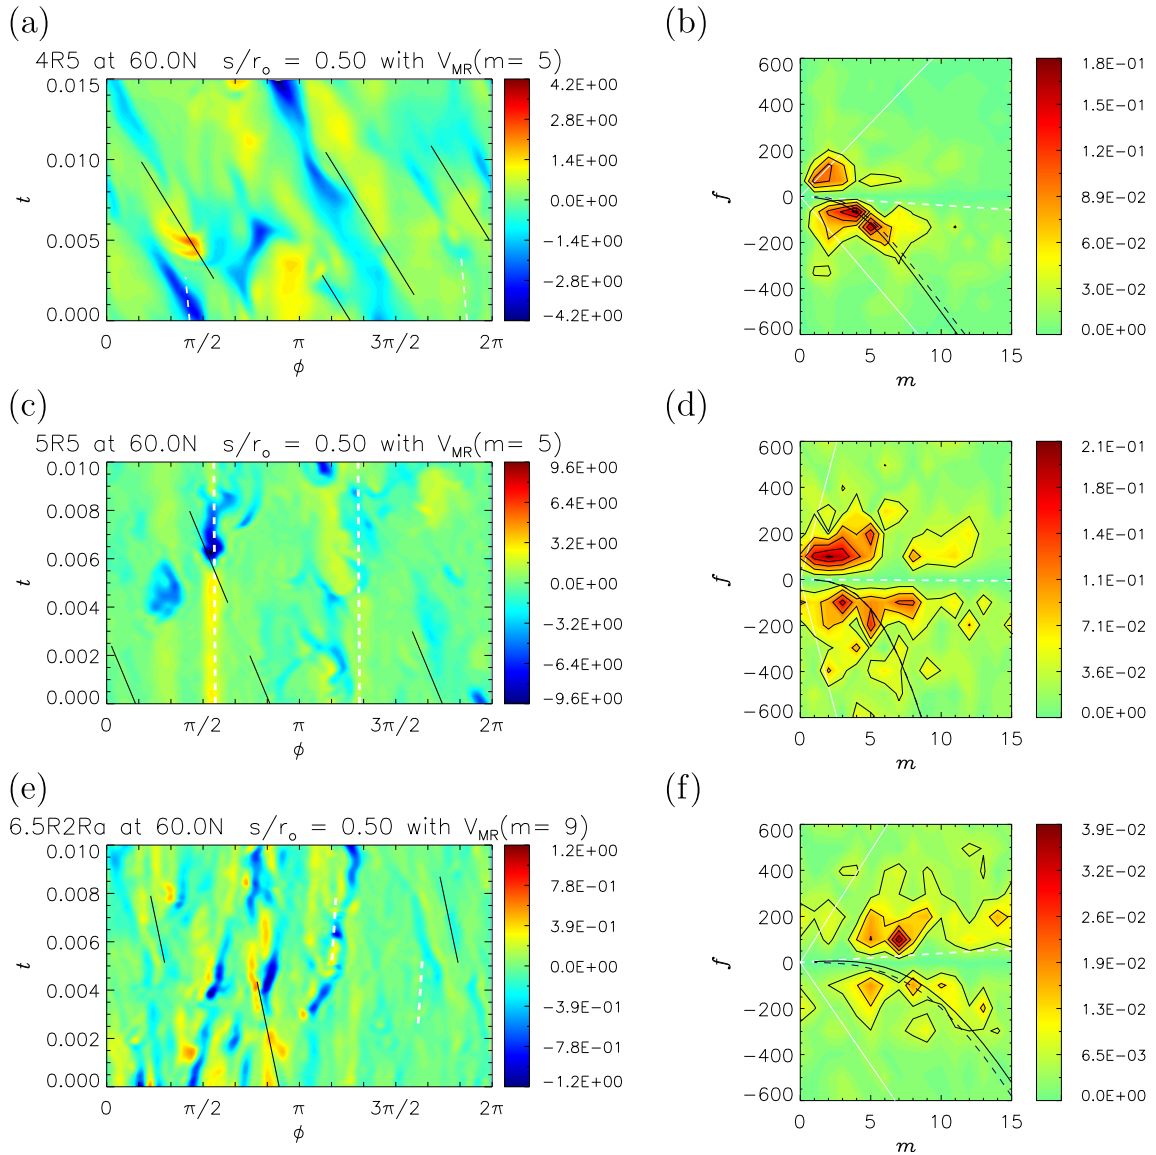 (a)
4R5 at 60.0N s/r₀ = 0.50 with V_MR(m= 5)
0.015
0.010
0.005
0.000
t
0 π/2 π 3π/2 2π
ϕ
4.2E+00
2.8E+00
1.4E+00
0.0E+00
−1.4E+00
−2.8E+00
−4.2E+00
(b)
600
400
200
0
−200
−400
−600
f
0 5 10 15
m
1.8E−01
1.5E−01
1.2E−01
8.9E−02
6.0E−02
3.0E−02
0.0E+00
(c)
5R5 at 60.0N s/r₀ = 0.50 with V_MR(m= 5)
0.010
0.008
0.006
0.004
0.002
0.000
t
0 π/2 π 3π/2 2π
ϕ
9.6E+00
6.4E+00
3.2E+00
0.0E+00
−3.2E+00
−6.4E+00
−9.6E+00
(d)
600
400
200
0
−200
−400
−600
f
0 5 10 15
m
2.1E−01
1.8E−01
1.4E−01
1.1E−01
7.1E−02
3.6E−02
0.0E+00
(e)
6.5R2Ra at 60.0N s/r₀ = 0.50 with V_MR(m= 9)
0.010
0.008
0.006
0.004
0.002
0.000
t
0 π/2 π 3π/2 2π
ϕ
1.2E+00
7.8E−01
3.9E−01
0.0E+00
−3.9E−01
−7.8E−01
−1.2E+00
(f)
600
400
200
0
−200
−400
−600
f
0 5 10 15
m
3.9E−02
3.2E−02
2.6E−02
1.9E−02
1.3E−02
6.5E−03
0.0E+00